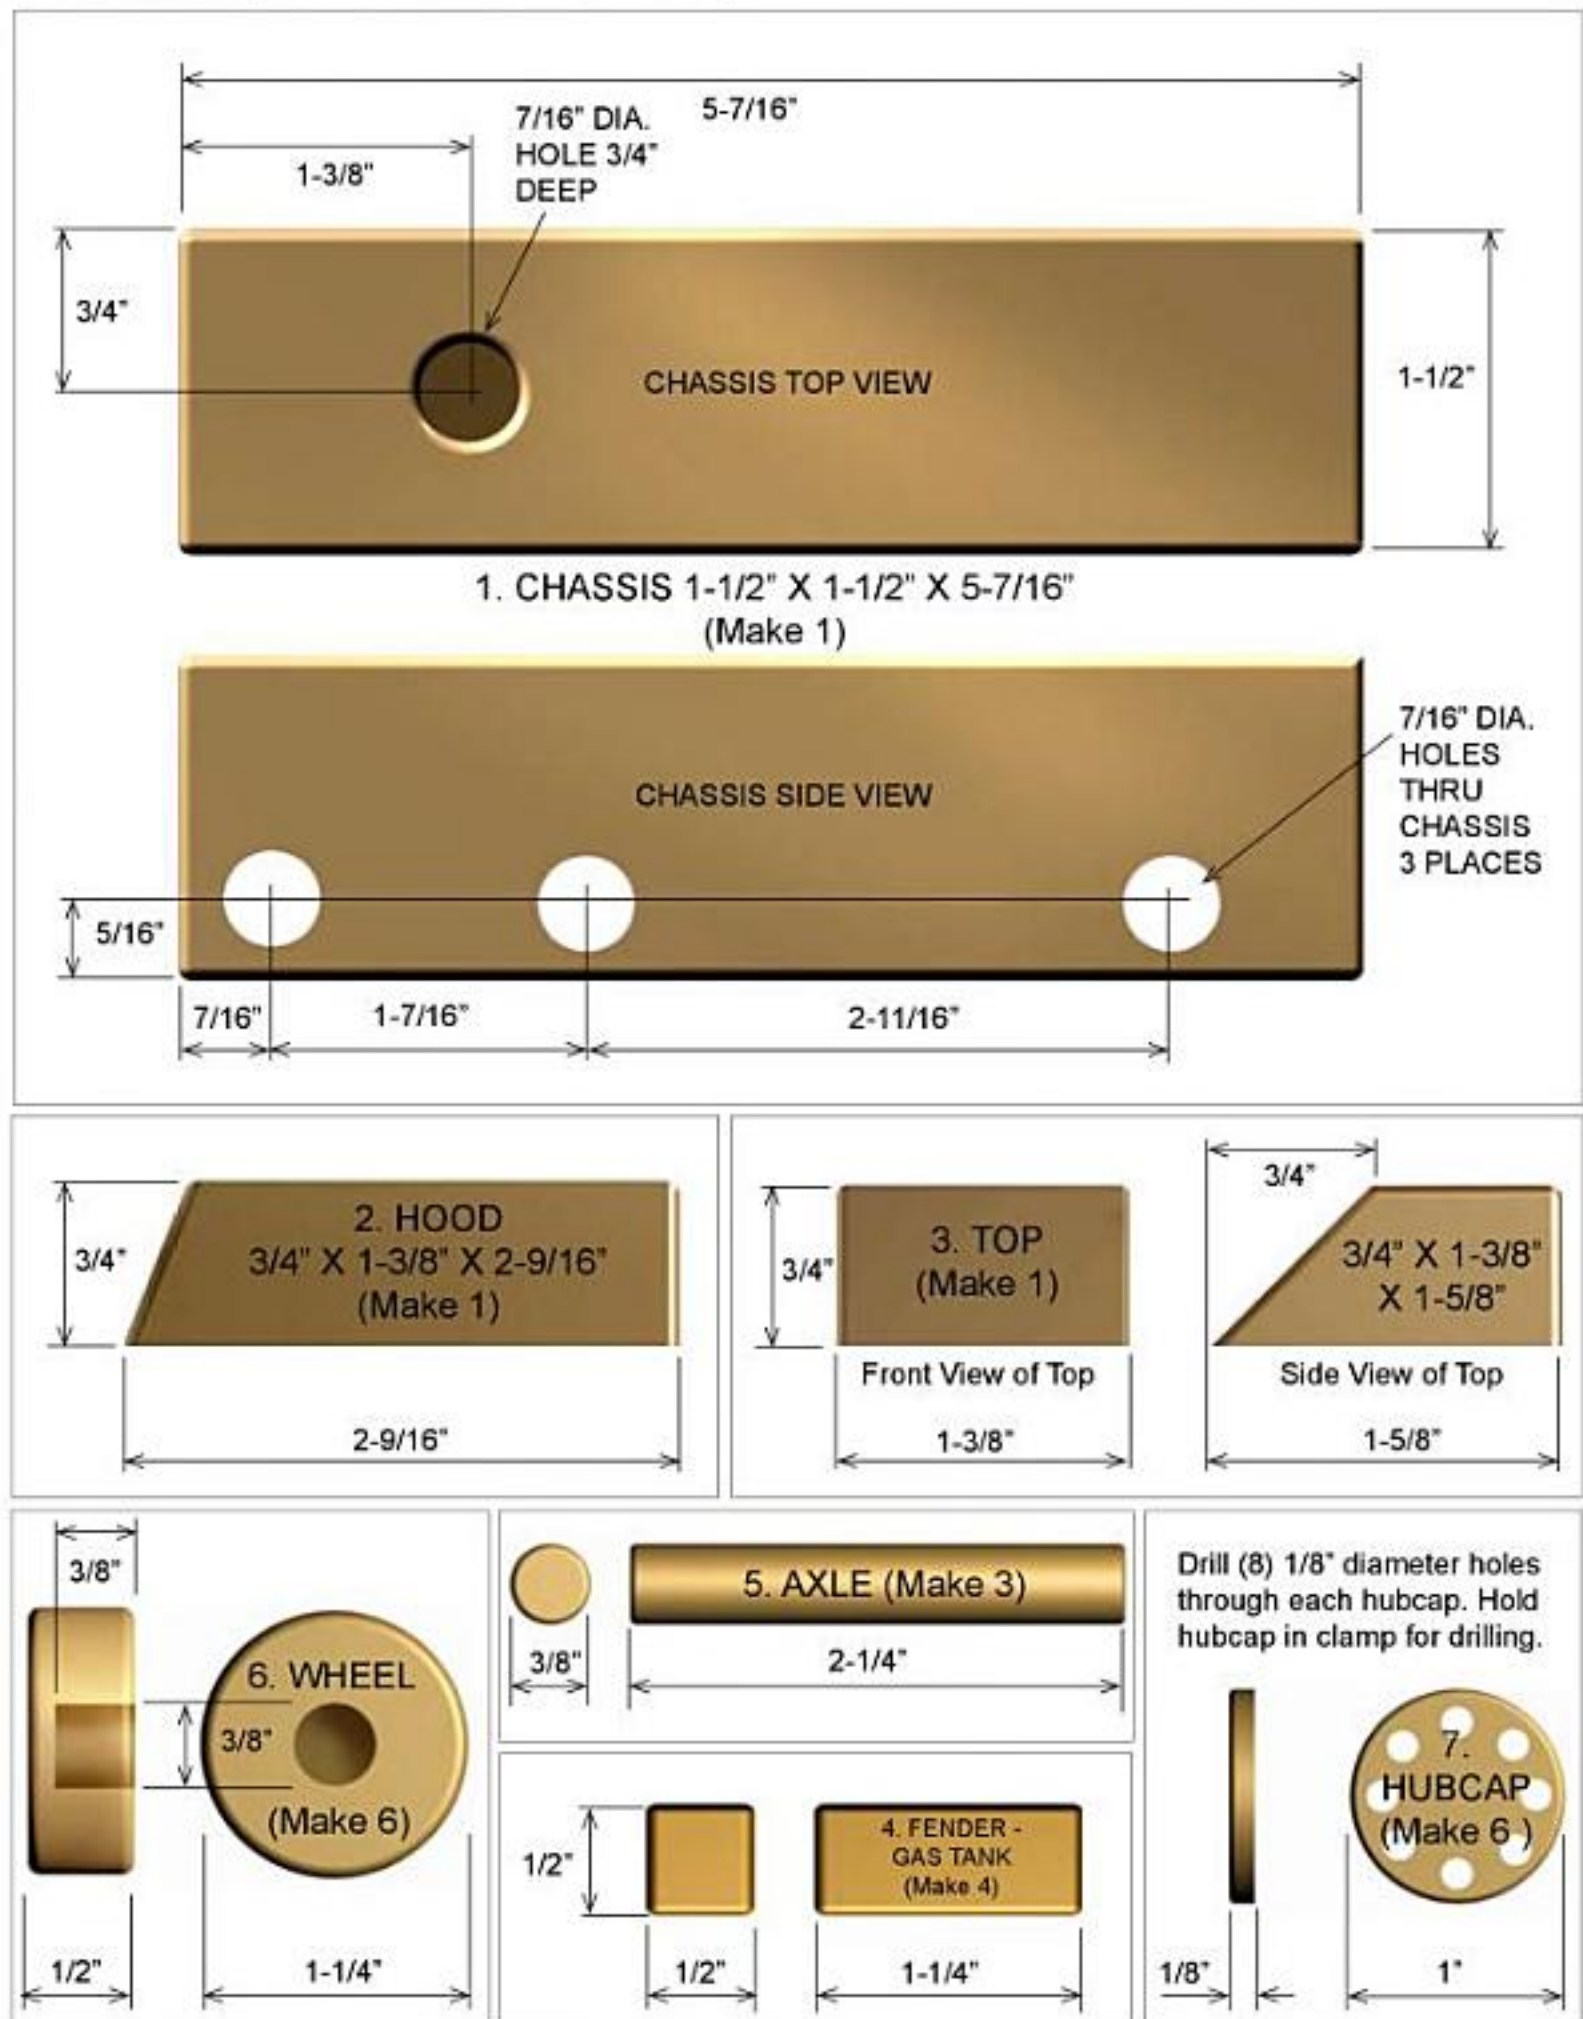 5-7/16"
7/16" DIA.
HOLE 3/4"
DEEP
1-3/8"
3/4"
CHASSIS TOP VIEW
1-1/2"
1. CHASSIS 1-1/2" X 1-1/2" X 5-7/16"
(Make 1)
7/16" DIA.
HOLES
THRU
CHASSIS
3 PLACES
CHASSIS SIDE VIEW
5/16"
7/16"
1-7/16"
2-11/16"
2. HOOD
3/4" X 1-3/8" X 2-9/16"
(Make 1)
3/4"
2-9/16"
3. TOP
(Make 1)
3/4"
Front View of Top
1-3/8"
3/4"
3/4" X 1-3/8"
X 1-5/8"
Side View of Top
1-5/8"
3/8"
6. WHEEL
3/8"
(Make 6)
1/2"
1-1/4"
5. AXLE (Make 3)
3/8"
2-1/4"
4. FENDER -
GAS TANK
(Make 4)
1/2"
1/2"
1-1/4"
Drill (8) 1/8" diameter holes
through each hubcap. Hold
hubcap in clamp for drilling.
7.
HUBCAP
(Make 6 )
1/8"
1"